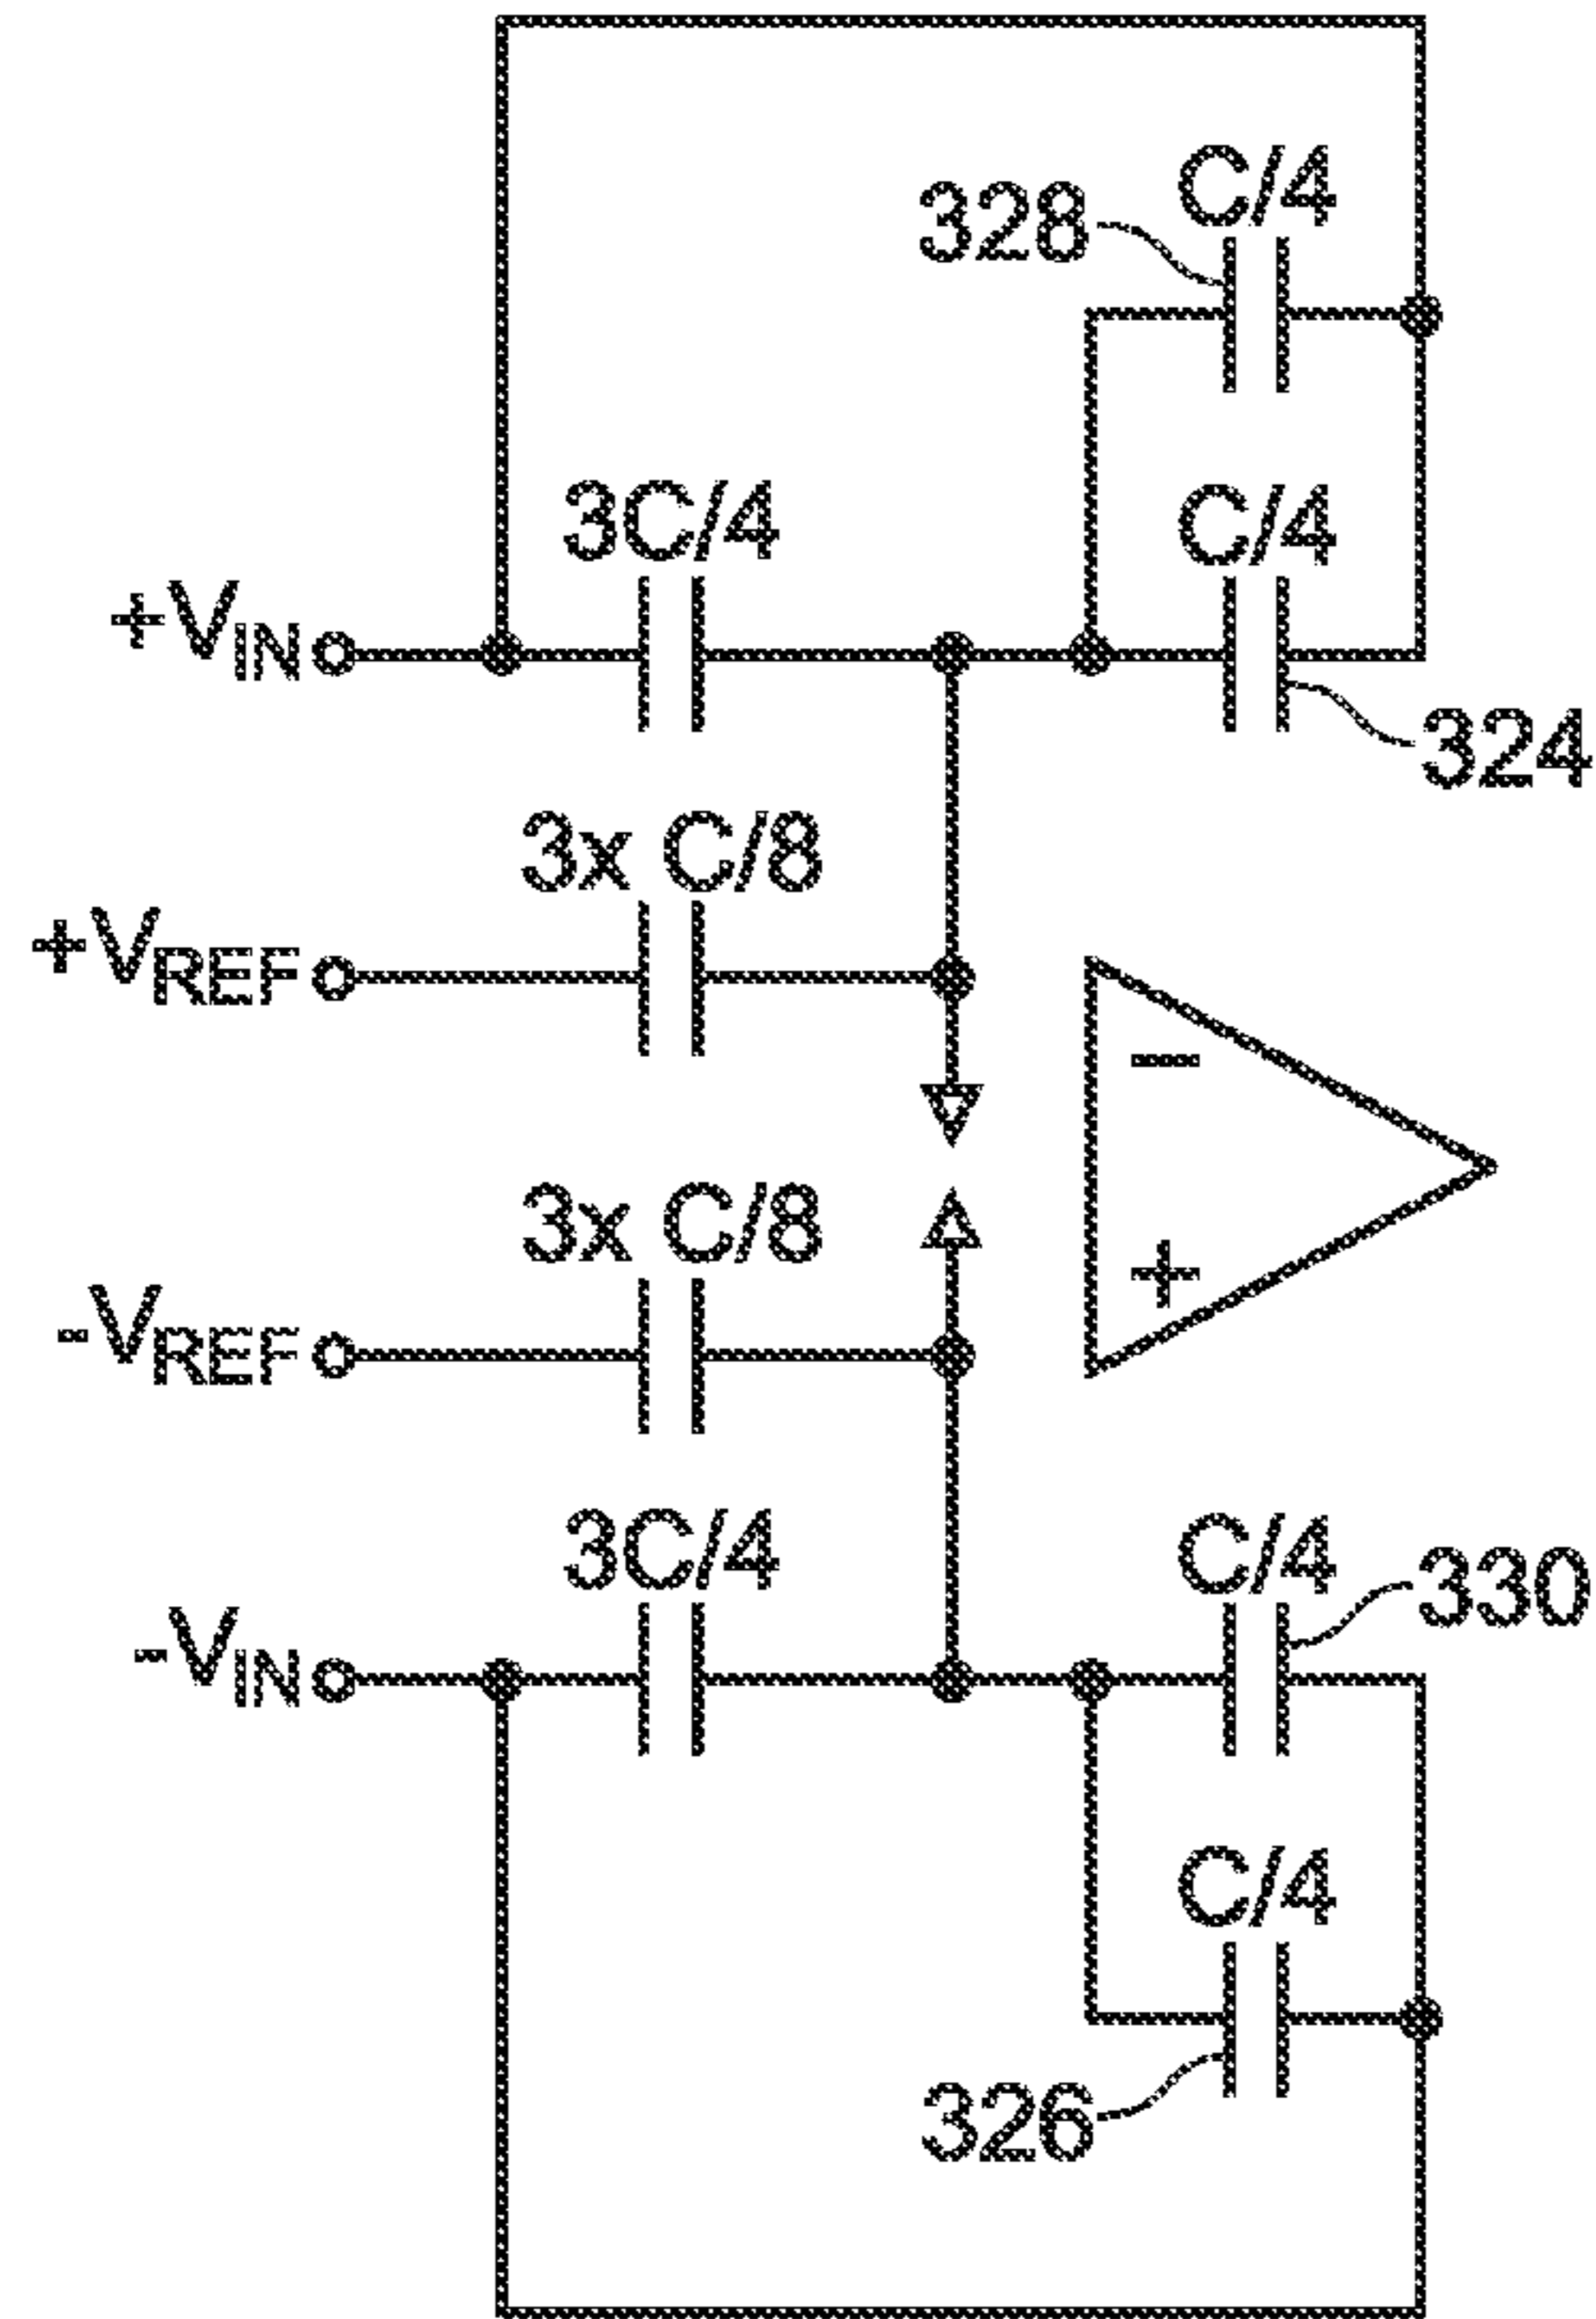 C/4
328
3C/4
C/4
+VIN
324
3x C/8
+VREF
−
3x C/8
-VREF
+
3C/4
C/4
330
-VIN
C/4
326